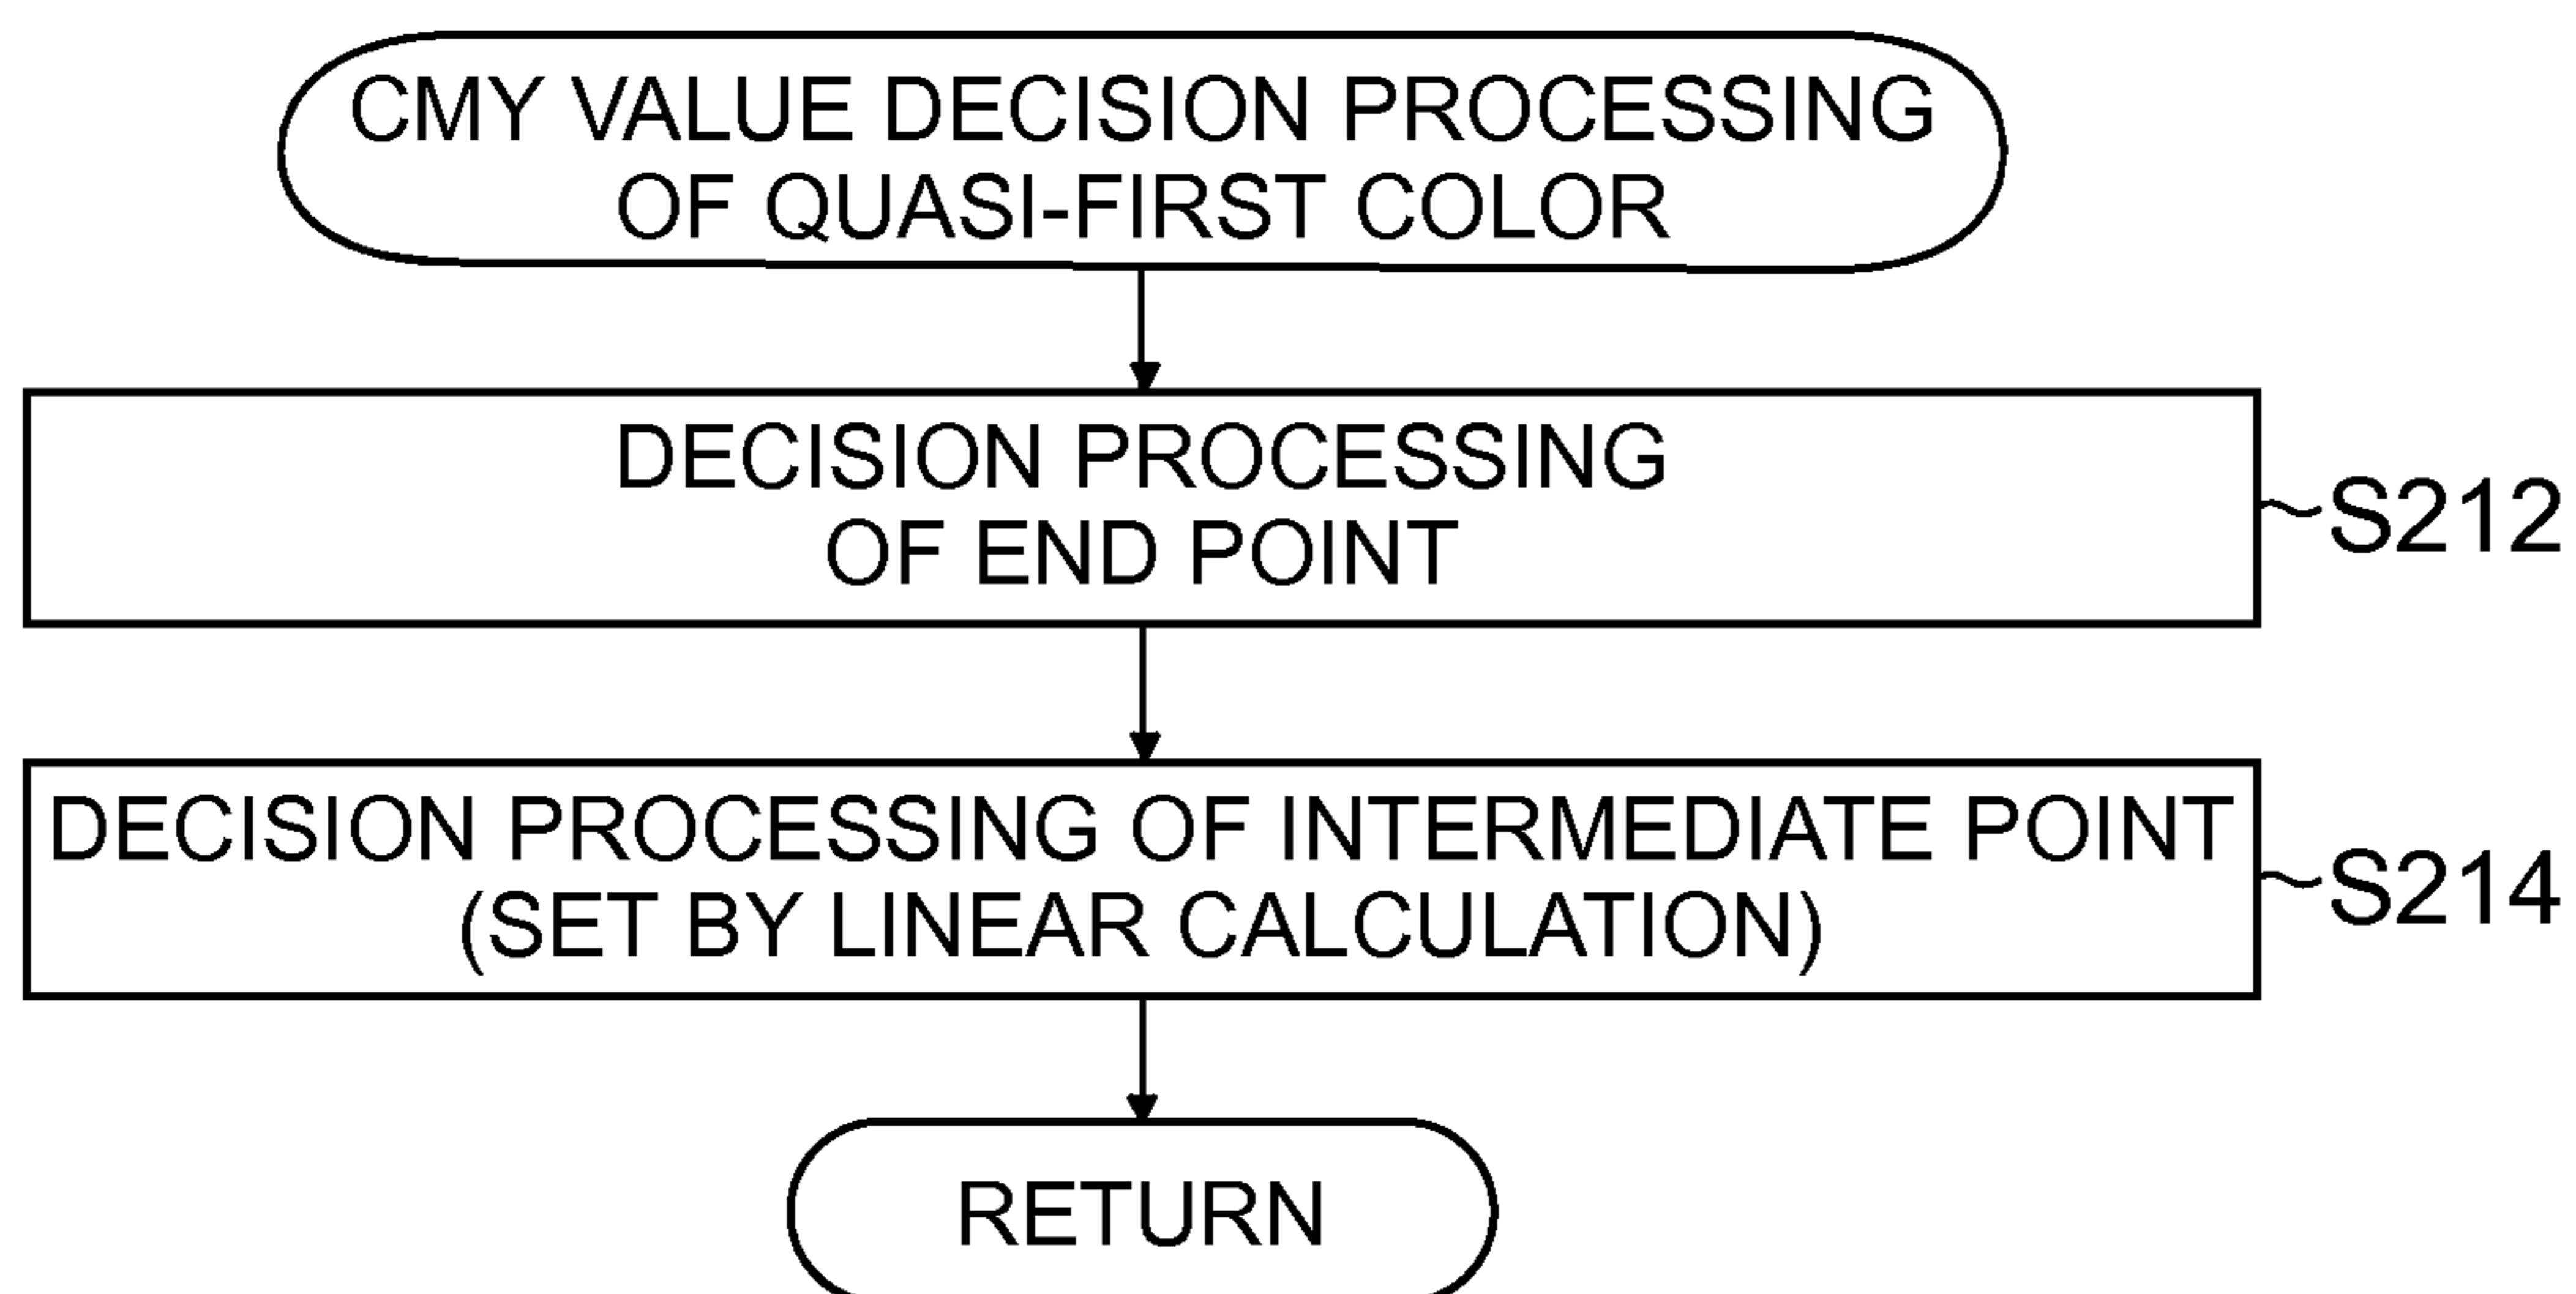 CMY VALUE DECISION PROCESSING
OF QUASI-FIRST COLOR
DECISION PROCESSING
OF END POINT
S212
DECISION PROCESSING OF INTERMEDIATE POINT
(SET BY LINEAR CALCULATION)
S214
RETURN